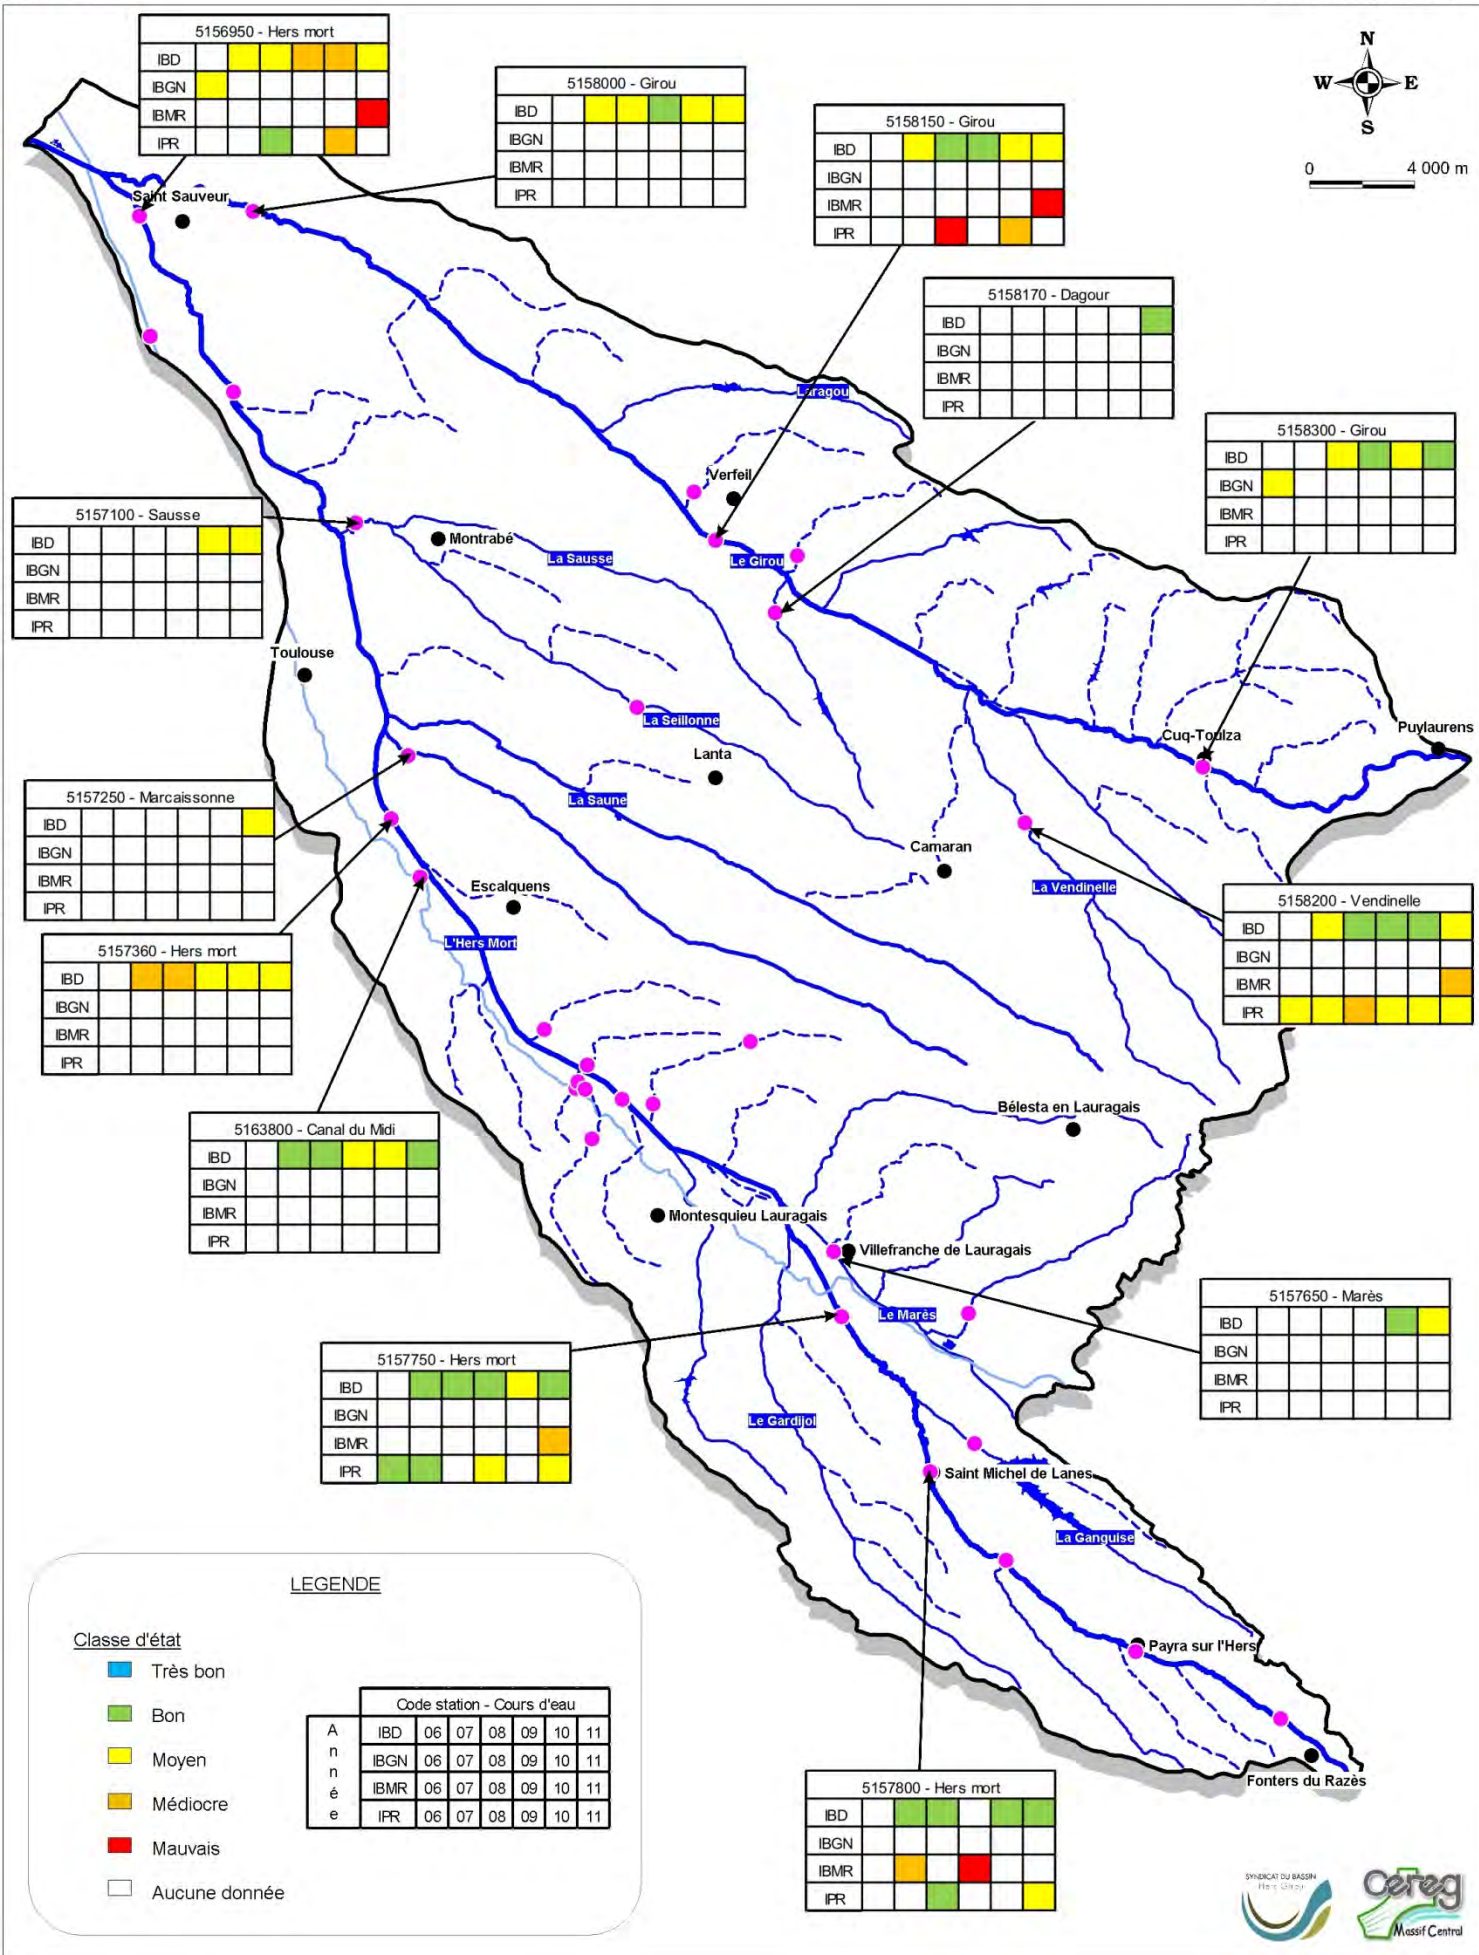 5156950 - Hers mort
IBD
IBGN
IBMR
IPR
5158000 - Girou
IBD
IBGN
IBMR
IPR
5158150 - Girou
IBD
IBGN
IBMR
IPR
N
W E
S
0 4 000 m
Saint Sauveur
5158170 - Dagour
IBD
IBGN
IBMR
IPR
Laragou
5158300 - Girou
IBD
IBGN
IBMR
IPR
Verfeil
5157100 - Sausse
IBD
IBGN
IBMR
IPR
Montrabé
La Sausse
Le Girou
Toulouse
La Seillonne
Lanta
Cuq-Toulza
Puylaurens
5157250 - Marcaissonne
IBD
IBGN
IBMR
IPR
La Saune
Camaran
Escalquens
La Vendinelle
5158200 - Vendinelle
IBD
IBGN
IBMR
IPR
5157360 - Hers mort
IBD
IBGN
IBMR
IPR
L'Hers Mort
5163800 - Canal du Midi
IBD
IBGN
IBMR
IPR
Bélesta en Lauragais
Montesquieu Lauragais
Villefranche de Lauragais
5157650 - Marès
IBD
IBGN
IBMR
IPR
Le Marès
5157750 - Hers mort
IBD
IBGN
IBMR
IPR
Le Gardijol
Saint Michel de Lanes
La Ganguise
Payra sur l'Hers
Fonters du Razès
5157800 - Hers mort
IBD
IBGN
IBMR
IPR
LEGENDE
Classe d'état
Très bon
Bon
Moyen
Médiocre
Mauvais
Aucune donnée
Code station - Cours d'eau
Année
IBD 06 07 08 09 10 11
IBGN 06 07 08 09 10 11
IBMR 06 07 08 09 10 11
IPR 06 07 08 09 10 11
SYNDICAT DU BASSIN
Hers Girou
Cereg
Massif Central